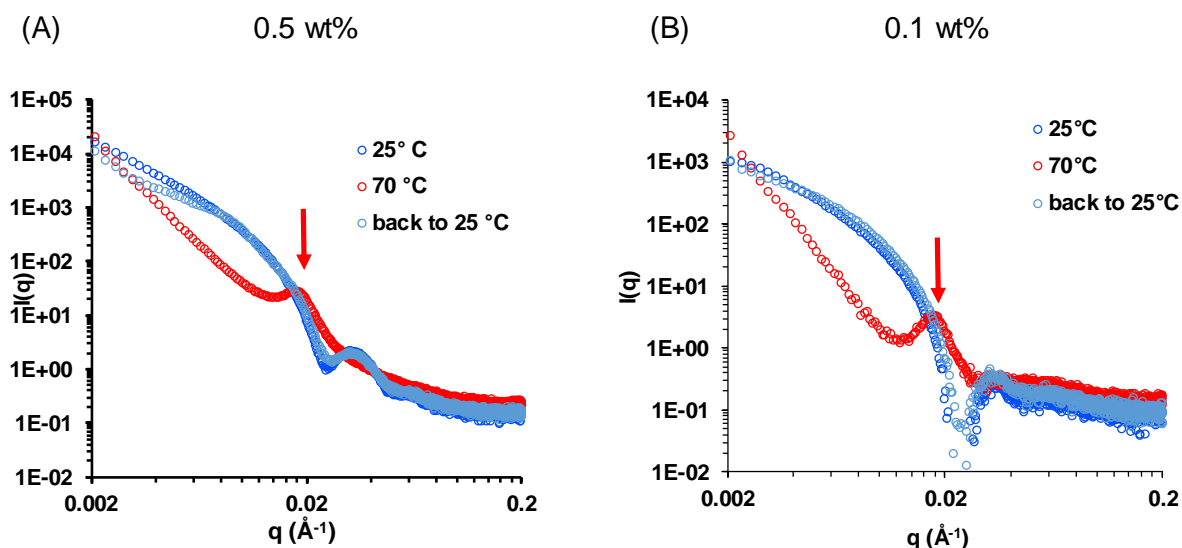 (A) 0.5 wt%
1E+05
1E+04
1E+03
1E+02
1E+01
1E+00
1E-01
1E-02
I(q)
25° C
70 °C
back to 25 °C
0.002 0.02 0.2
q (Å-1)
(B) 0.1 wt%
1E+04
1E+03
1E+02
1E+01
1E+00
1E-01
1E-02
I(q)
25°C
70°C
back to 25°C
0.002 0.02 0.2
q (Å-1)